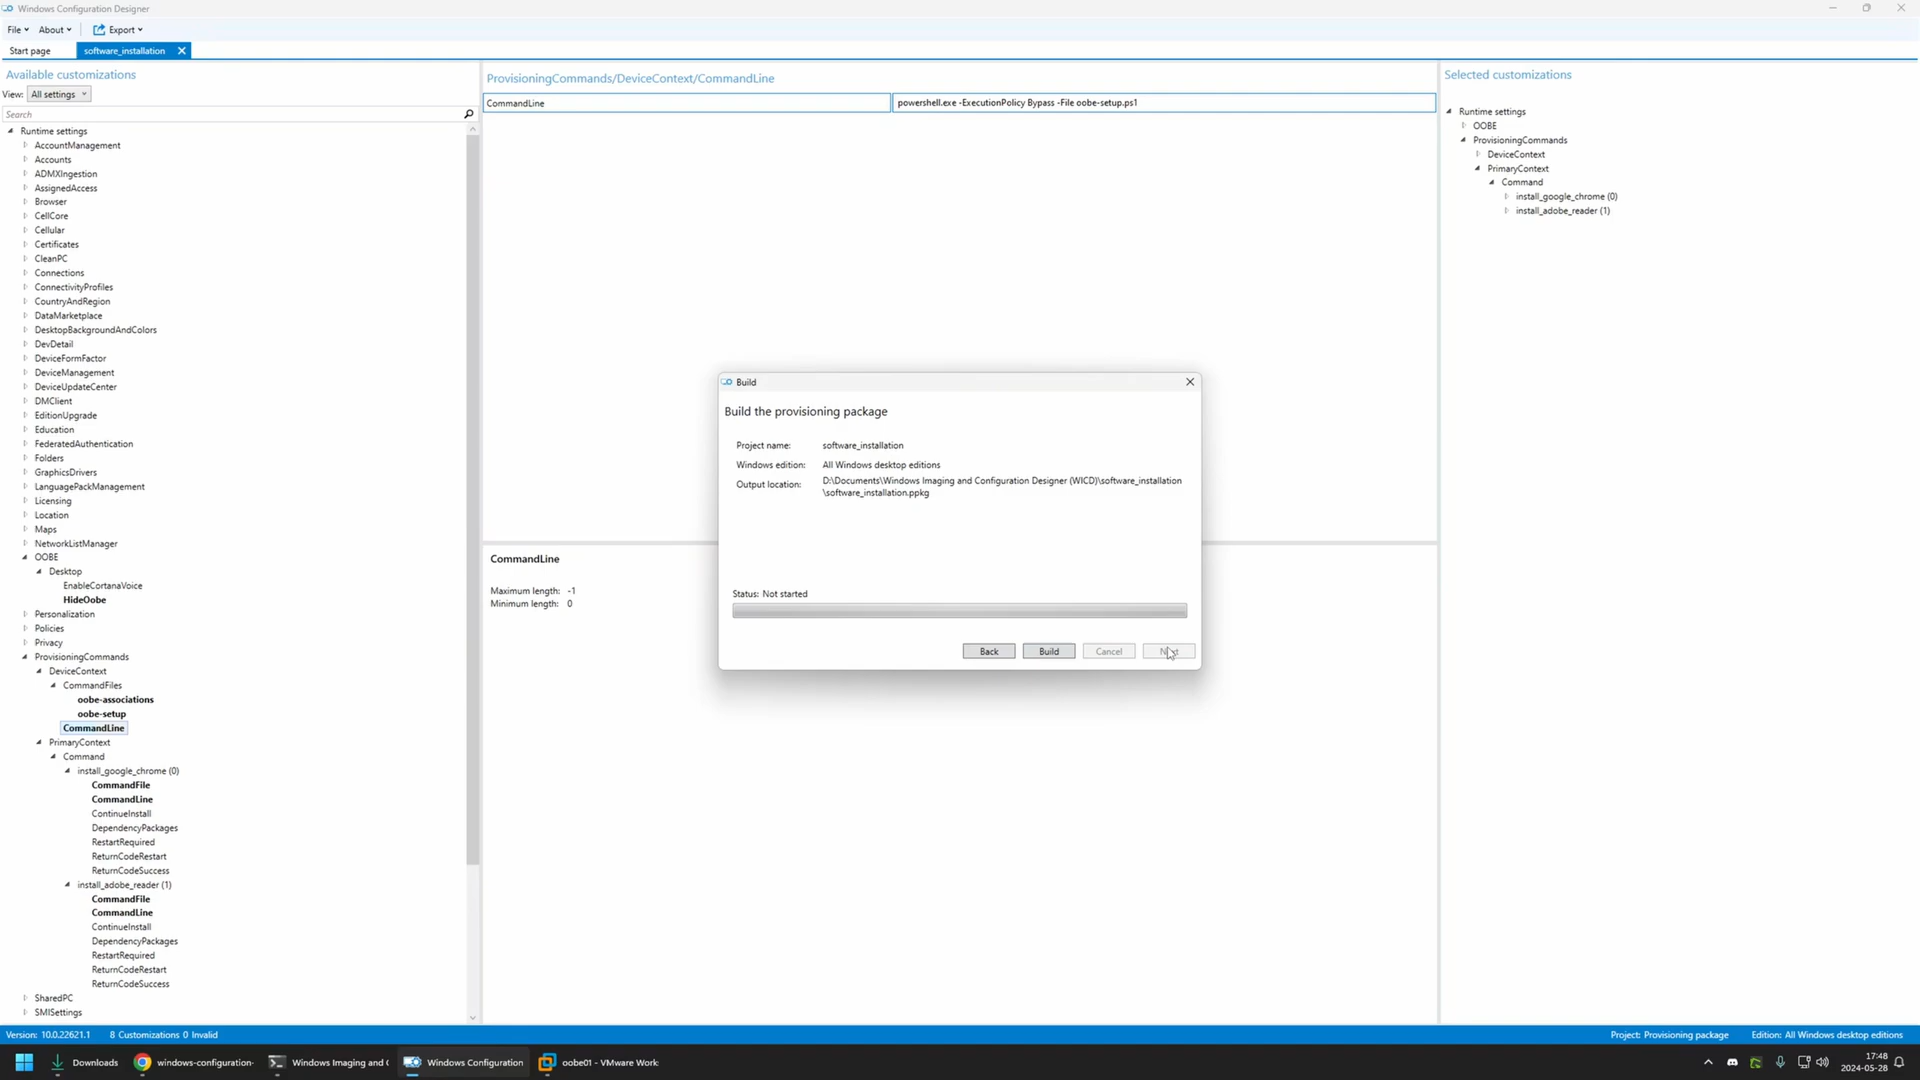 Windows Configuration Designer
File
About
Export
Start page
software_installation
Available customizations
View: All settings
Search
Runtime settings
AccountManagement
Accounts
ADMXIngestion
AssignedAccess
Browser
CellCore
Cellular
Certificates
CleanPC
Connections
ConnectivityProfiles
CountryAndRegion
DataMarketplace
DesktopBackgroundAndColors
DevDetail
DeviceFormFactor
DeviceManagement
DeviceUpdateCenter
DMClient
EditionUpgrade
Education
FederatedAuthentication
Folders
GraphicsDrivers
LanguagePackManagement
Licensing
Location
Maps
NetworkListManager
OOBE
Desktop
EnableCortanaVoice
HideOobe
Personalization
Policies
Privacy
ProvisioningCommands
DeviceContext
CommandFiles
oobe-associations
oobe-setup
CommandLine
PrimaryContext
Command
install_google_chrome (0)
CommandFile
CommandLine
ContinueInstall
DependencyPackages
RestartRequired
ReturnCodeRestart
ReturnCodeSuccess
install_adobe_reader (1)
CommandFile
CommandLine
ContinueInstall
DependencyPackages
RestartRequired
ReturnCodeRestart
ReturnCodeSuccess
SharedPC
SMISettings
ProvisioningCommands/DeviceContext/CommandLine
CommandLine
powershell.exe -ExecutionPolicy Bypass -File oobe-setup.ps1
CommandLine
Maximum length: -1
Minimum length: 0
Build
Build the provisioning package
Project name: software_installation
Windows edition: All Windows desktop editions
Output location: D:\Documents\Windows Imaging and Configuration Designer (WICD)\software_installation
\software_installation.ppkg
Status: Not started
Back
Build
Cancel
Selected customizations
Runtime settings
OOBE
ProvisioningCommands
DeviceContext
PrimaryContext
Command
install_google_chrome (0)
install_adobe_reader (1)
Version: 10.0.22621.1
8 Customizations 0 Invalid
Project: Provisioning package
Edition: All Windows desktop editions
Downloads
windows-configuration-
Windows Imaging and C
Windows Configuration
oobe01 - VMware Work
17:48
2024-05-28